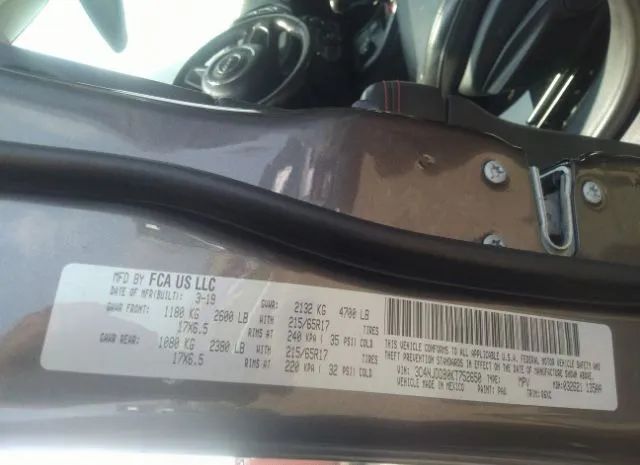 MFD BY FCA US LLC
DATE OF MFR(BUILT): 3-19 GVWR: 2132 KG 4700 LB
GAWR FRONT: 1180 KG 2600 LB WITH 215/65R17 TIRES
17X6.5 RIMS AT 240 KPA ( 35 PSI) COLD
GAWR REAR: 1080 KG 2380 LB WITH 215/65R17 TIRES
17X6.5 RIMS AT 220 KPA ( 32 PSI) COLD
THIS VEHICLE CONFORMS TO ALL APPLICABLE U.S.A. FEDERAL MOTOR VEHICLE SAFETY AND
THEFT PREVENTION STANDARDS IN EFFECT ON THE DATE OF MANUFACTURE SHOWN ABOVE.
VIN: TYPE: MPV
VEHICLE MADE IN MEXICO PAINT: PAU MDH: 032621
TRIM: